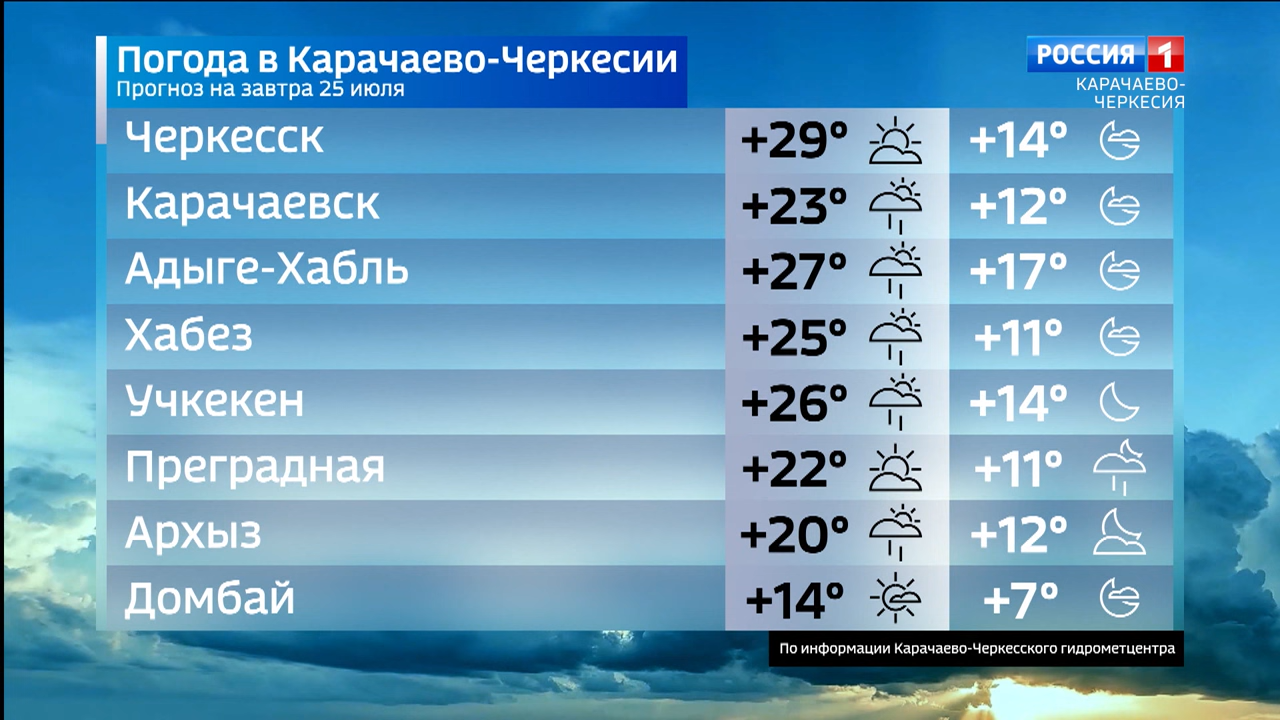 Погода в Карачаево-Черкесии
Прогноз на завтра 25 июля
РОССИЯ 1
КАРАЧАЕВО-
ЧЕРКЕСИЯ
Черкесск +29° +14°
Карачаевск +23° +12°
Адыге-Хабль +27° +17°
Хабез +25° +11°
Учкекен +26° +14°
Преградная +22° +11°
Архыз +20° +12°
Домбай +14° +7°
По информации Карачаево-Черкесского гидрометцентра